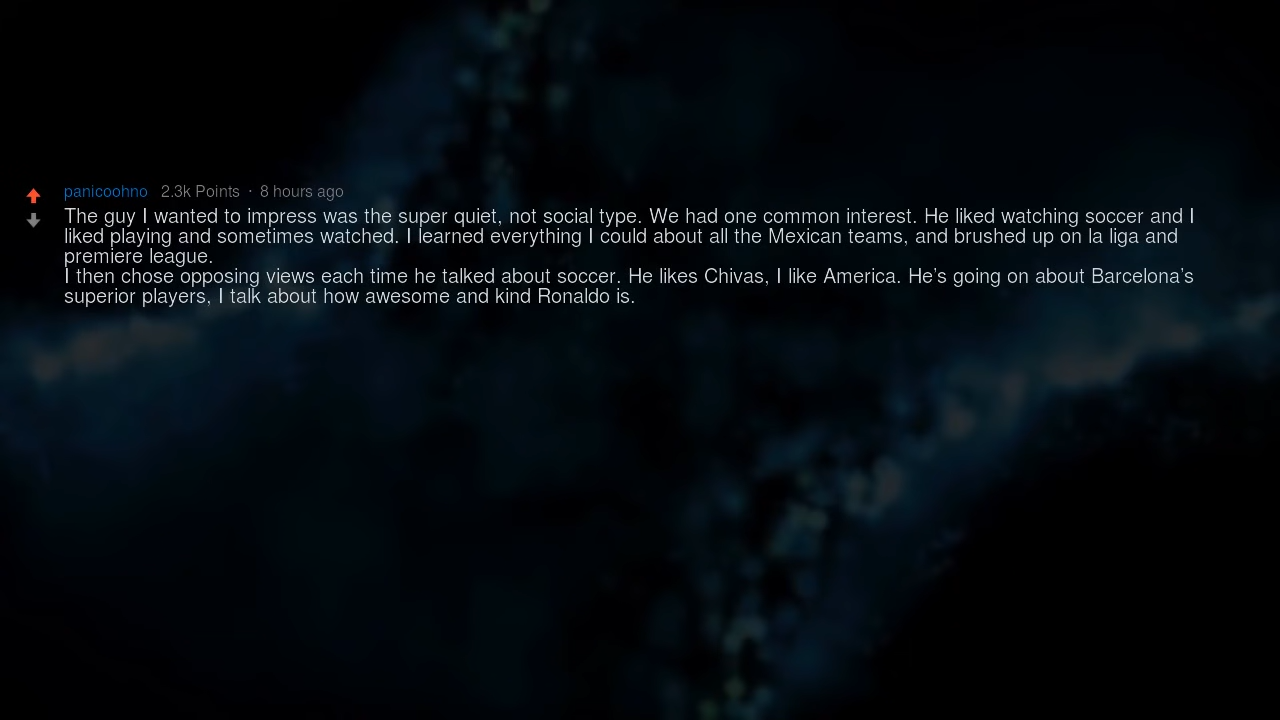 panicoohno 2.3k Points · 8 hours ago
The guy I wanted to impress was the super quiet, not social type. We had one common interest. He liked watching soccer and I
liked playing and sometimes watched. I learned everything I could about all the Mexican teams, and brushed up on la liga and
premiere league.
I then chose opposing views each time he talked about soccer. He likes Chivas, I like America. He's going on about Barcelona's
superior players, I talk about how awesome and kind Ronaldo is.